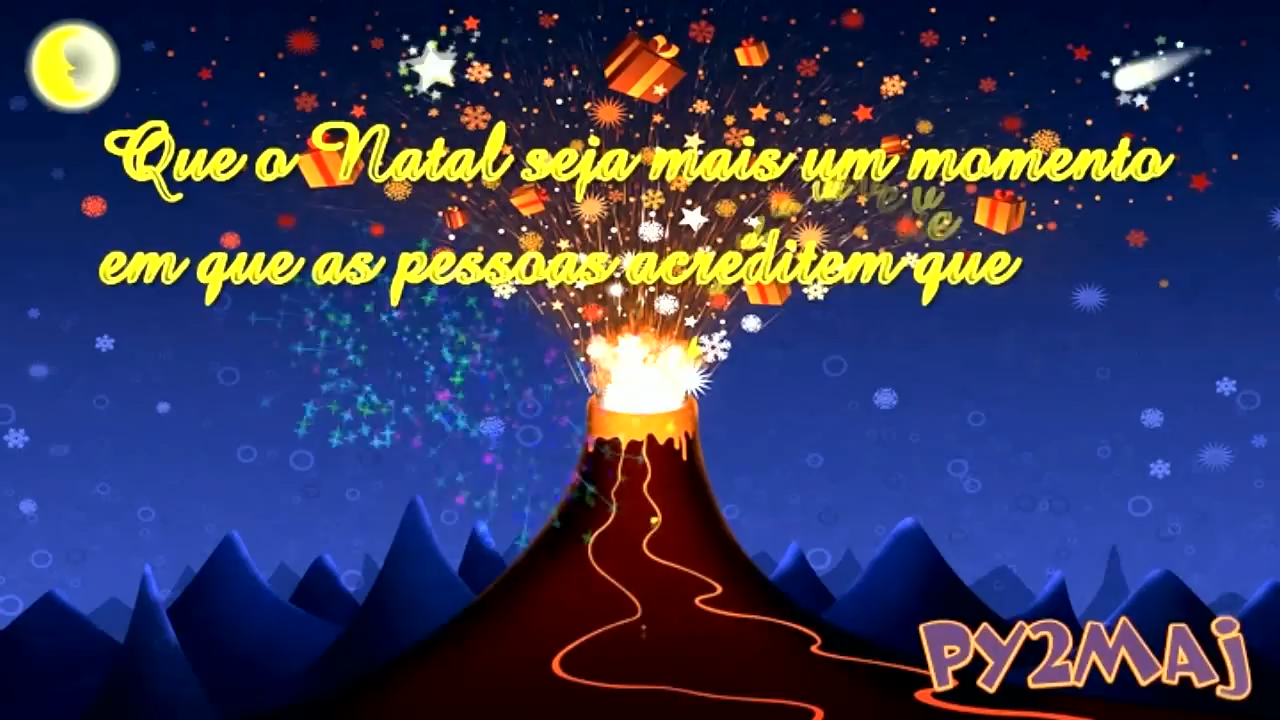 Que o Natal seja mais um momento
em que as pessoas acreditem que
PY2MAJ